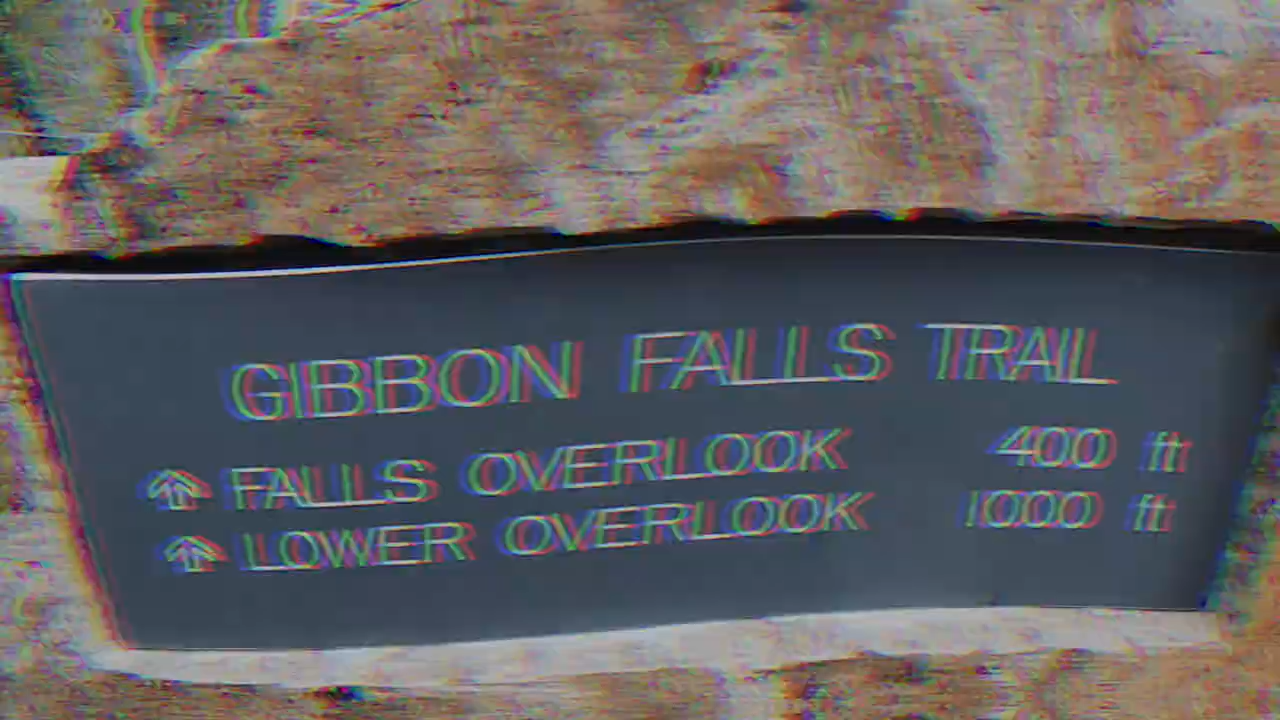 GIBBON FALLS TRAIL
↑ FALLS OVERLOOK 400 ft
↑ LOWER OVERLOOK 1000 ft